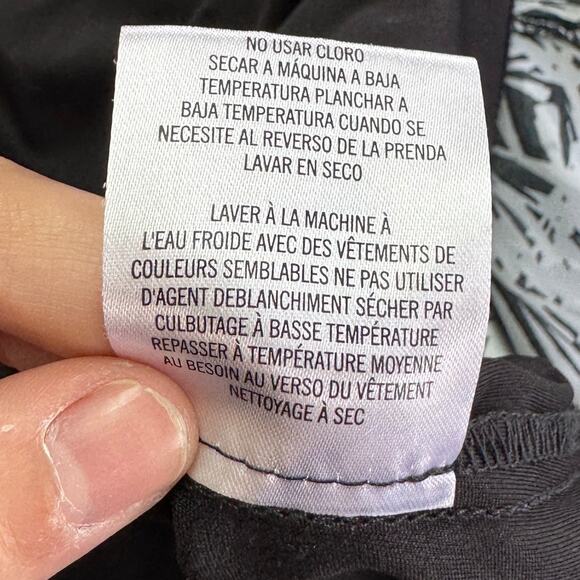 NO USAR CLORO
SECAR A MÁQUINA A BAJA
TEMPERATURA PLANCHAR A
BAJA TEMPERATURA CUANDO SE
NECESITE AL REVERSO DE LA PRENDA
LAVAR EN SECO
LAVER À LA MACHINE À
L'EAU FROIDE AVEC DES VÊTEMENTS DE
COULEURS SEMBLABLES NE PAS UTILISER
D'AGENT DEBLANCHIMENT SÉCHER PAR
CULBUTAGE À BASSE TEMPÉRATURE
REPASSER À TEMPÉRATURE MOYENNE
AU BESOIN AU VERSO DU VÊTEMENT
NETTOYAGE À SEC